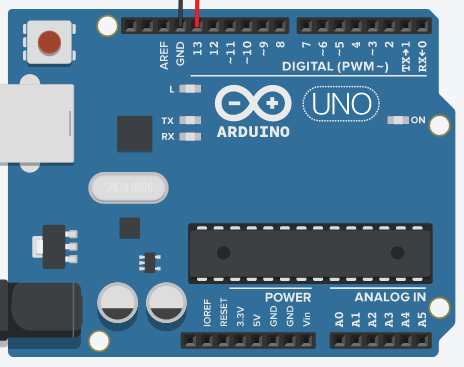 AREF
GND
13
12
~11
~10
~9
8
7
~6
~5
4
~3
2
TX→1
RX←0
DIGITAL (PWM~)
L
TX
RX
ARDUINO
UNO
ON
SPK16.000G
POWER
ANALOG IN
IOREF
RESET
3.3V
5V
GND
GND
Vin
A0
A1
A2
A3
A4
A5